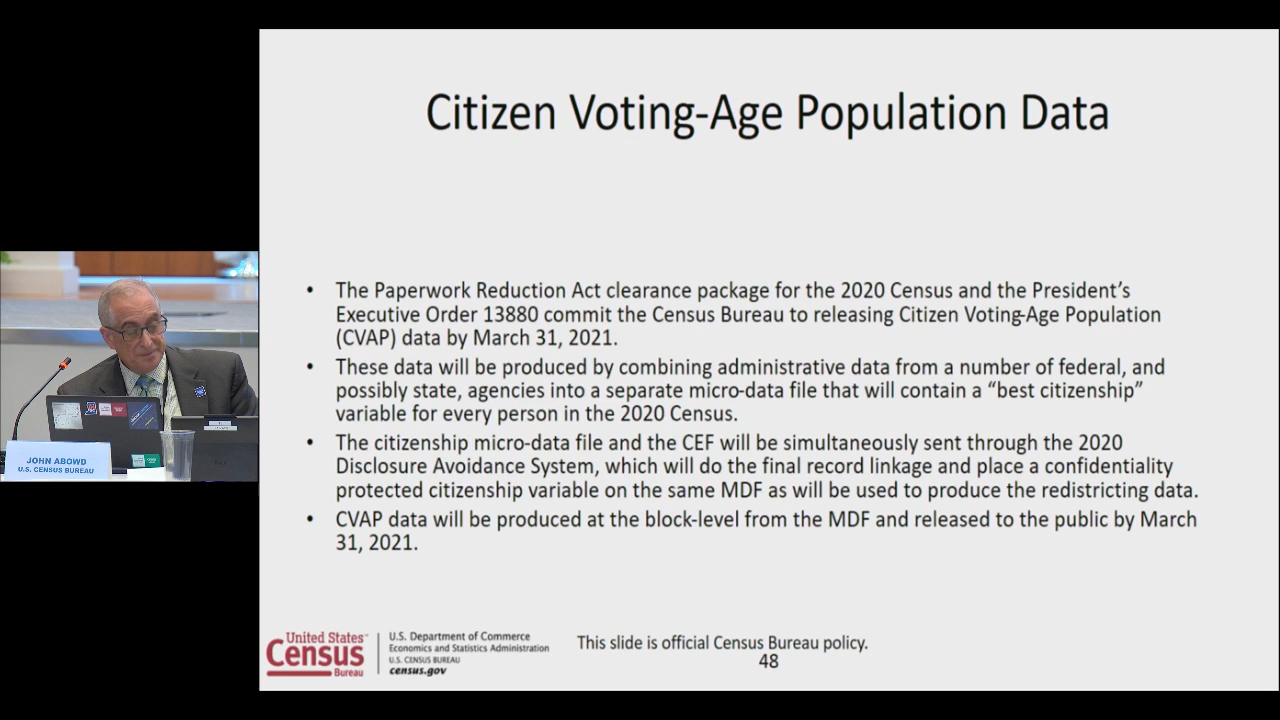 Citizen Voting-Age Population Data
• The Paperwork Reduction Act clearance package for the 2020 Census and the President's
Executive Order 13880 commit the Census Bureau to releasing Citizen Voting-Age Population
(CVAP) data by March 31, 2021.
• These data will be produced by combining administrative data from a number of federal, and
possibly state, agencies into a separate micro-data file that will contain a “best citizenship”
variable for every person in the 2020 Census.
• The citizenship micro-data file and the CEF will be simultaneously sent through the 2020
Disclosure Avoidance System, which will do the final record linkage and place a confidentiality
protected citizenship variable on the same MDF as will be used to produce the redistricting data.
• CVAP data will be produced at the block-level from the MDF and released to the public by March
31, 2021.
JOHN ABOWD
U.S. CENSUS BUREAU
United States
Census
Bureau
U.S. Department of Commerce
Economics and Statistics Administration
U.S. CENSUS BUREAU
census.gov
This slide is official Census Bureau policy.
48